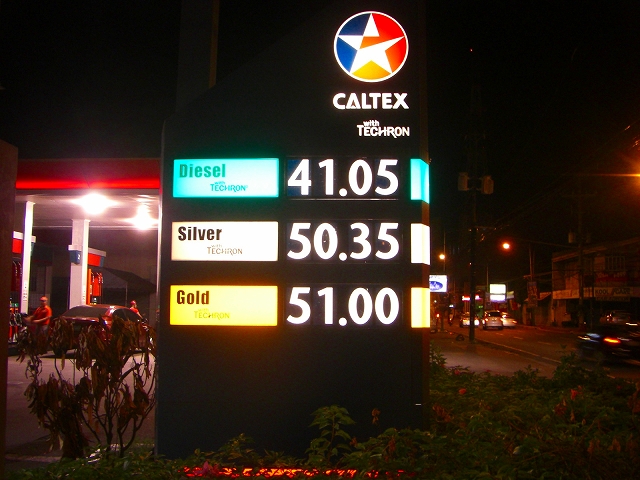 CALTEX
with
TECHRON
Diesel
with
TECHRON
41.05
Silver
with
TECHRON
50.35
Gold
with
TECHRON
51.00